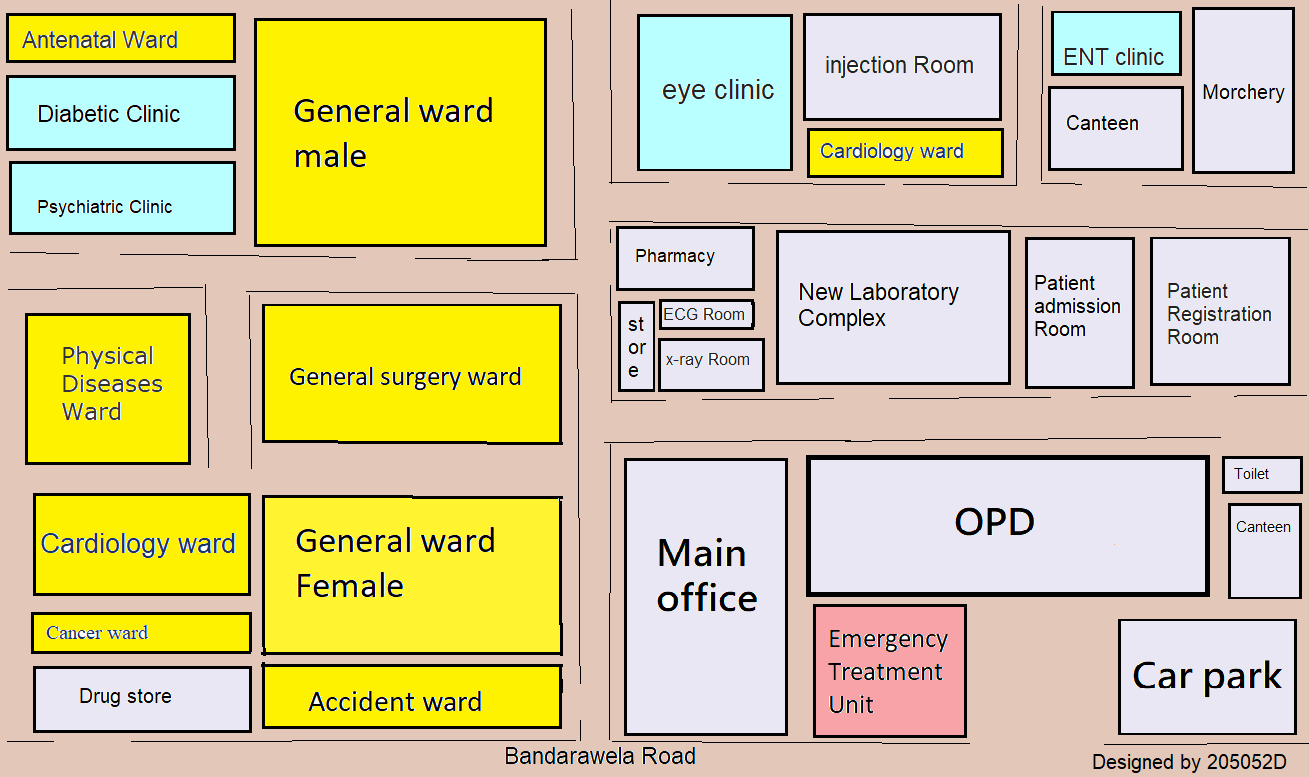 Antenatal Ward
Diabetic Clinic
Psychiatric Clinic
General ward
male
eye clinic
injection Room
Cardiology ward
ENT clinic
Canteen
Morchery
Pharmacy
ECG Room
st
or
e
x-ray Room
New Laboratory
Complex
Patient
admission
Room
Patient
Registration
Room
Physical
Diseases
Ward
General surgery ward
Cardiology ward
General ward
Female
Cancer ward
Drug store
Accident ward
Main
office
OPD
Toilet
Canteen
Emergency
Treatment
Unit
Car park
Bandarawela Road
Designed by 205052D